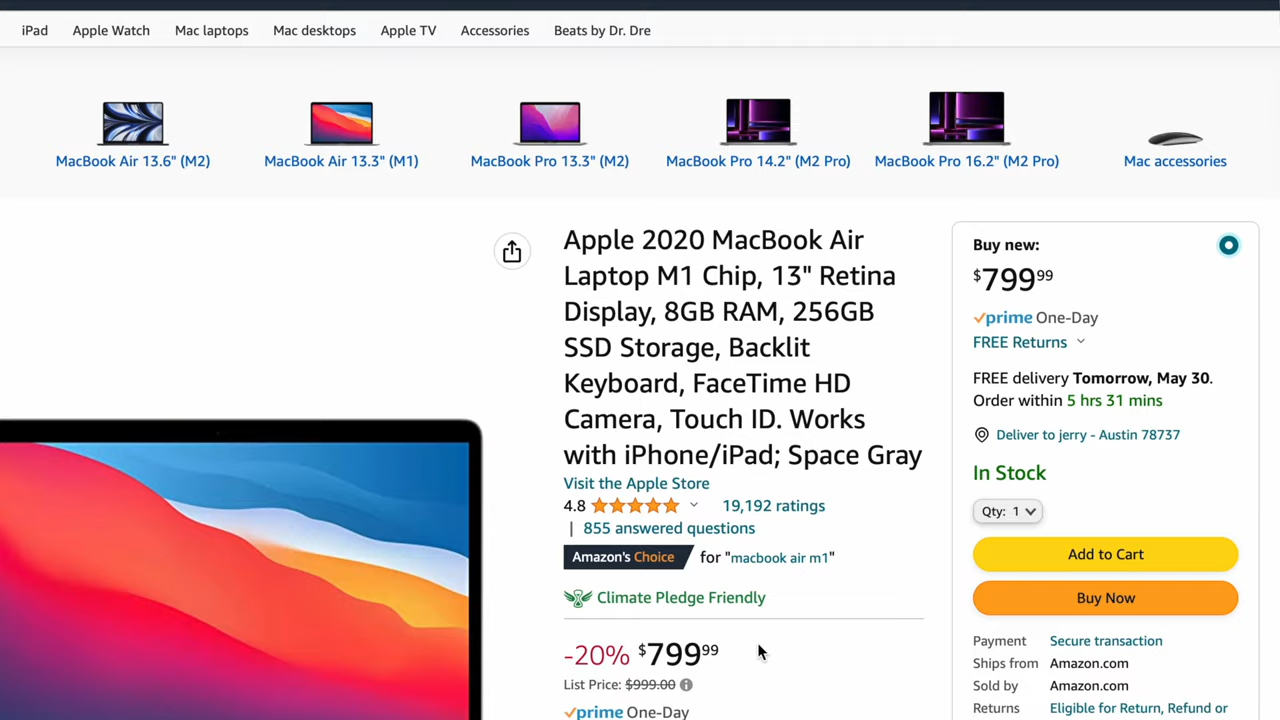 iPad Apple Watch Mac laptops Mac desktops Apple TV Accessories Beats by Dr. Dre
MacBook Air 13.6" (M2) MacBook Air 13.3" (M1) MacBook Pro 13.3" (M2) MacBook Pro 14.2" (M2 Pro) MacBook Pro 16.2" (M2 Pro) Mac accessories
Apple 2020 MacBook Air
Laptop M1 Chip, 13" Retina
Display, 8GB RAM, 256GB
SSD Storage, Backlit
Keyboard, FaceTime HD
Camera, Touch ID. Works
with iPhone/iPad; Space Gray
Visit the Apple Store
4.8 19,192 ratings
| 855 answered questions
Amazon's Choice for "macbook air m1"
Climate Pledge Friendly
-20% $799.99
List Price: $999.00
prime One-Day
Buy new:
$799.99
prime One-Day
FREE Returns
FREE delivery Tomorrow, May 30.
Order within 5 hrs 31 mins
Deliver to jerry - Austin 78737
In Stock
Qty: 1
Add to Cart
Buy Now
Payment Secure transaction
Ships from Amazon.com
Sold by Amazon.com
Returns Eligible for Return, Refund or